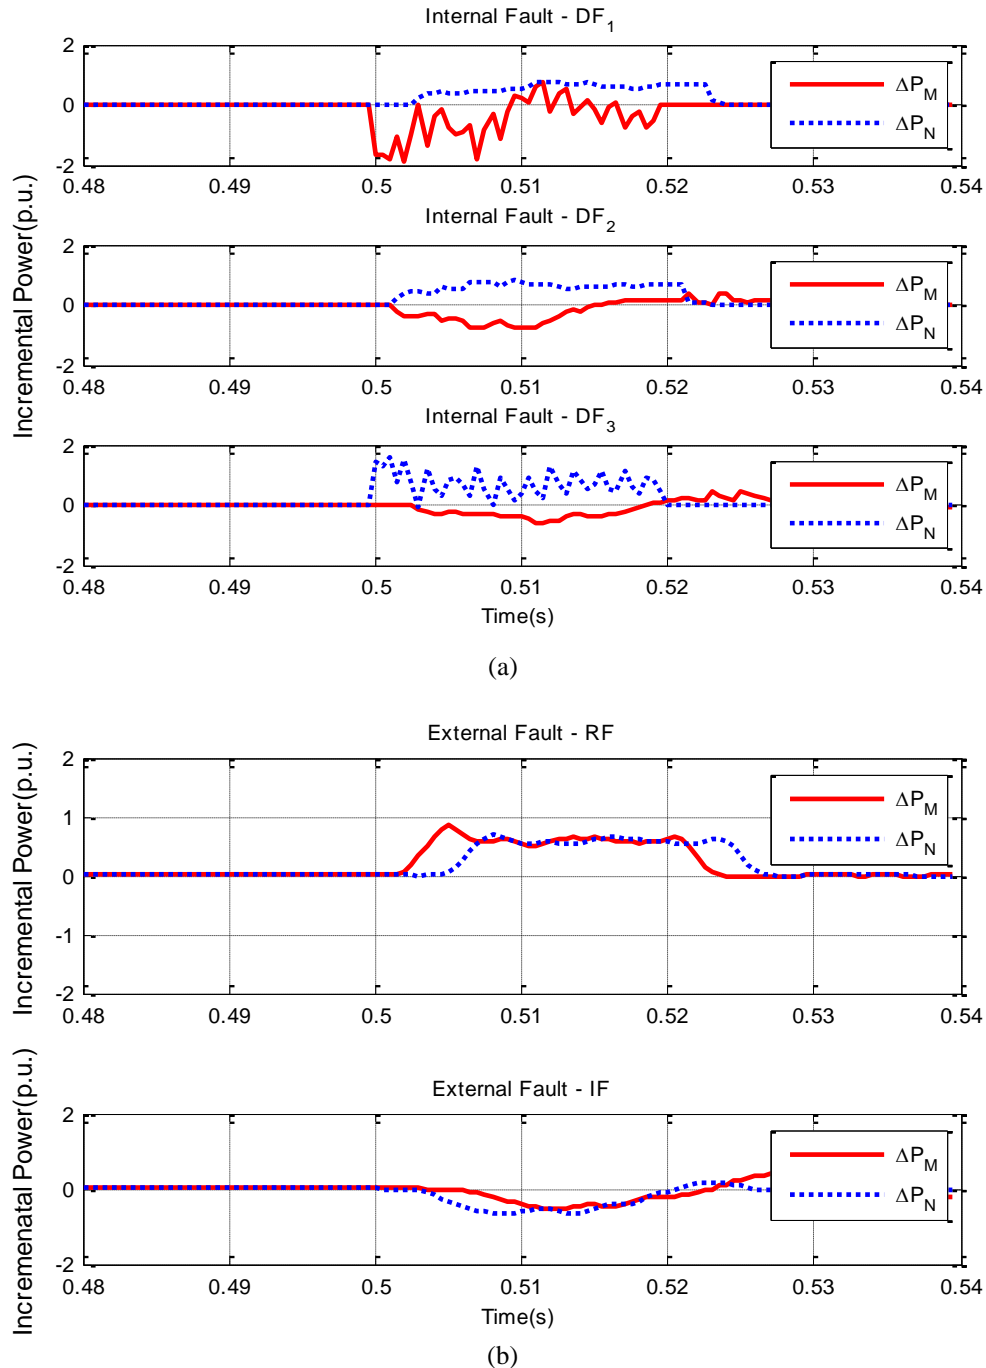 Internal Fault - DF1
2
0
-2
ΔPM
ΔPN
0.48 0.49 0.5 0.51 0.52 0.53 0.54
Incremental Power(p.u.)
Internal Fault - DF2
2
0
-2
ΔPM
ΔPN
0.48 0.49 0.5 0.51 0.52 0.53 0.54
Internal Fault - DF3
2
0
-2
ΔPM
ΔPN
0.48 0.49 0.5 0.51 0.52 0.53 0.54
Time(s)
(a)
External Fault - RF
Incremental Power(p.u.)
2
1
0
-1
-2
ΔPM
ΔPN
0.48 0.49 0.5 0.51 0.52 0.53 0.54
External Fault - IF
Incremenatal Power(p.u.)
2
0
-2
ΔPM
ΔPN
0.48 0.49 0.5 0.51 0.52 0.53 0.54
Time(s)
(b)